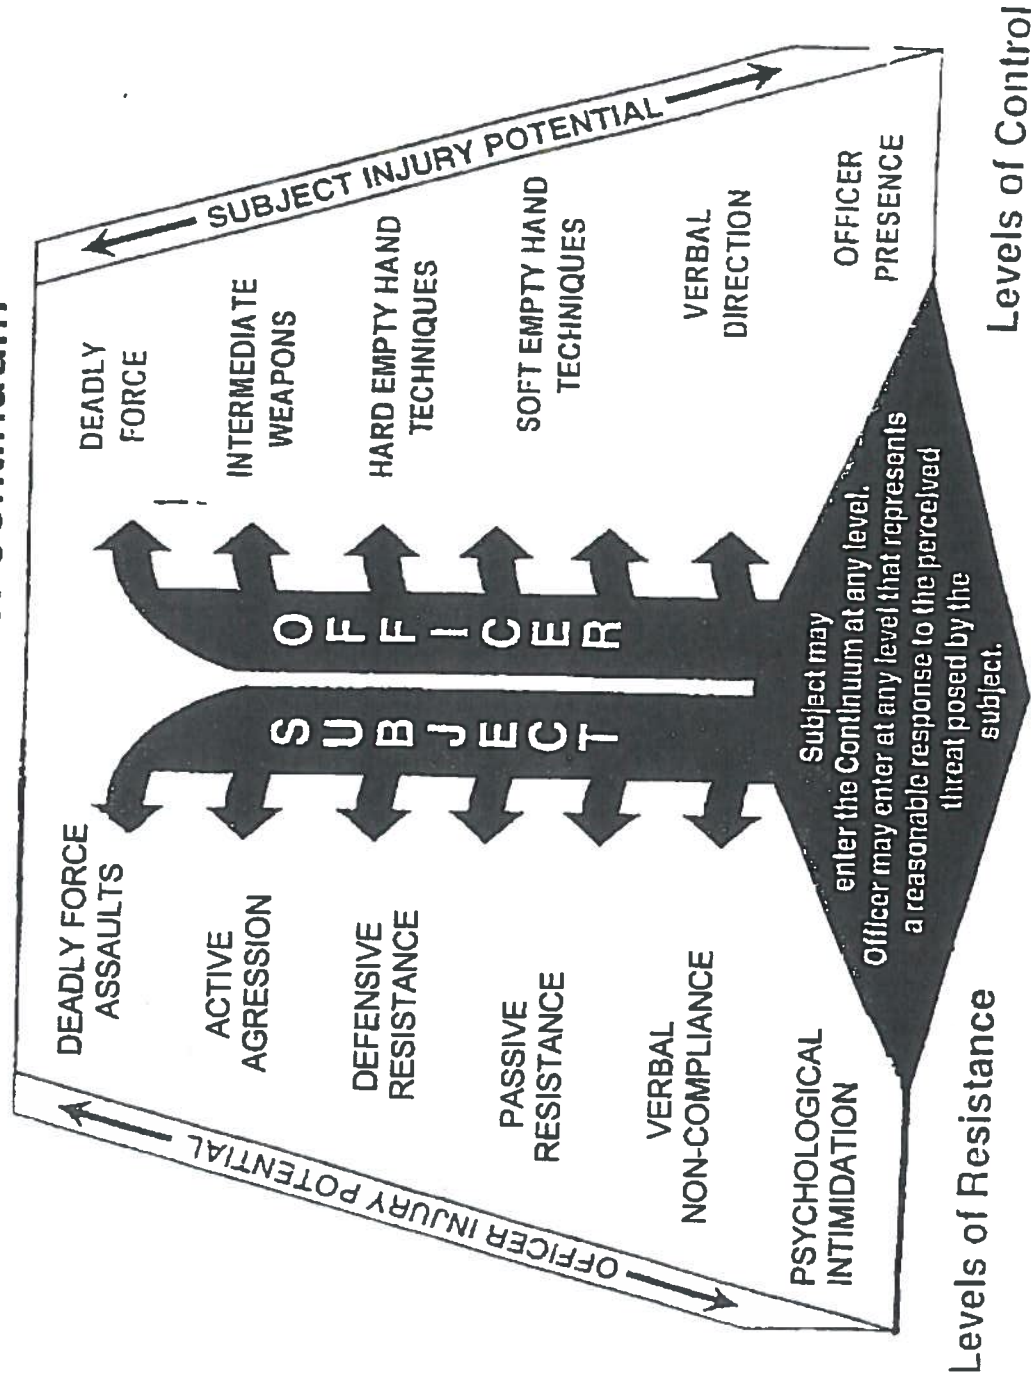 Continuum
DEADLY FORCE
ASSAULTS
ACTIVE
AGRESSION
DEFENSIVE
RESISTANCE
PASSIVE
RESISTANCE
VERBAL
NON-COMPLIANCE
PSYCHOLOGICAL
INTIMIDATION
OFFICER INJURY POTENTIAL
SUBJECT
OFFICER
DEADLY
FORCE
INTERMEDIATE
WEAPONS
HARD EMPTY HAND
TECHNIQUES
SOFT EMPTY HAND
TECHNIQUES
VERBAL
DIRECTION
OFFICER
PRESENCE
SUBJECT INJURY POTENTIAL
Subject may
enter the Continuum at any level.
Officer may enter at any level that represents
a reasonable response to the perceived
threat posed by the
subject.
Levels of Resistance
Levels of Control